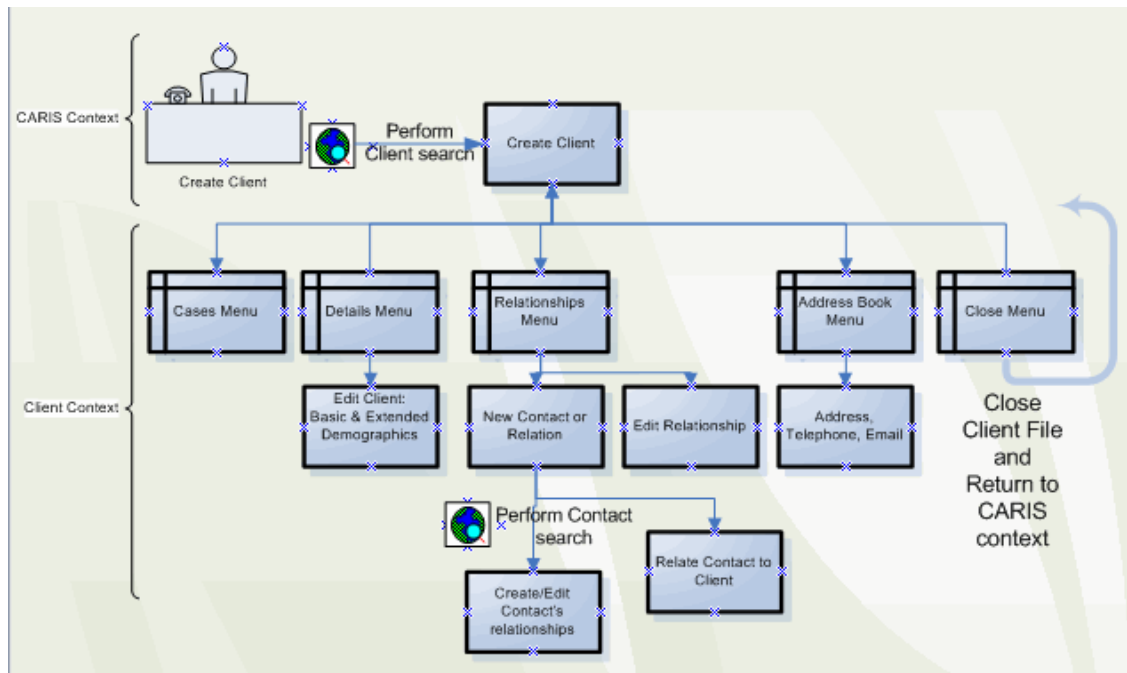 CARIS Context
Create Client
Perform
Client search
Create Client
Client Context
Cases Menu
Details Menu
Relationships
Menu
Address Book
Menu
Close Menu
Edit Client:
Basic & Extended
Demographics
New Contact or
Relation
Edit Relationship
Address,
Telephone, Email
Close
Client File
and
Return to
CARIS
context
Perform Contact
search
Relate Contact to
Client
Create/Edit
Contact's
relationships